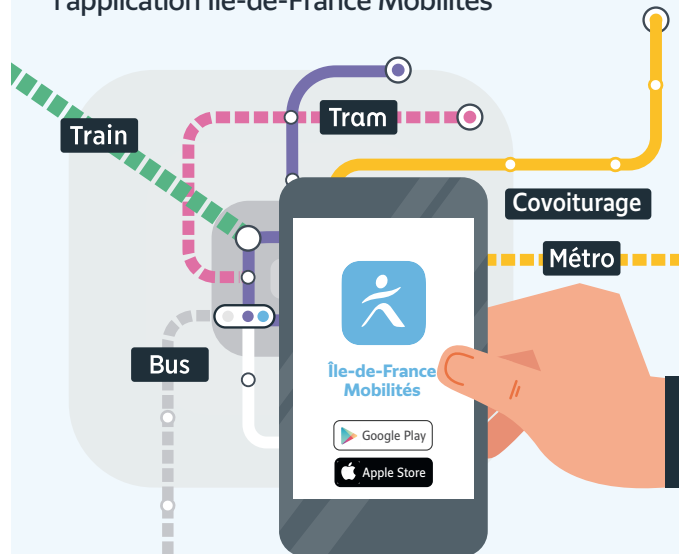 l'application Île-de-France Mobilités
Tram
Train
Covoiturage
Métro
Bus
Île-de-France
Mobilités
Google Play
Apple Store